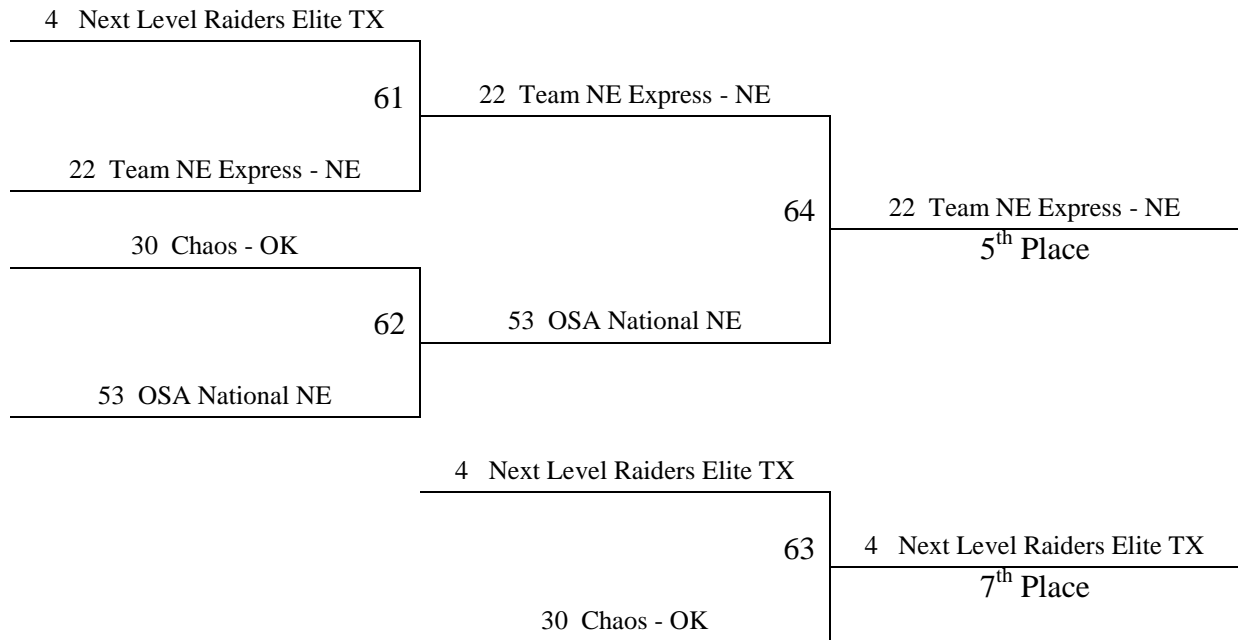 4 Next Level Raiders Elite TX
61
22 Team NE Express - NE
22 Team NE Express - NE
64
22 Team NE Express - NE
5th Place
30 Chaos - OK
62
53 OSA National NE
53 OSA National NE
4 Next Level Raiders Elite TX
63
4 Next Level Raiders Elite TX
7th Place
30 Chaos - OK